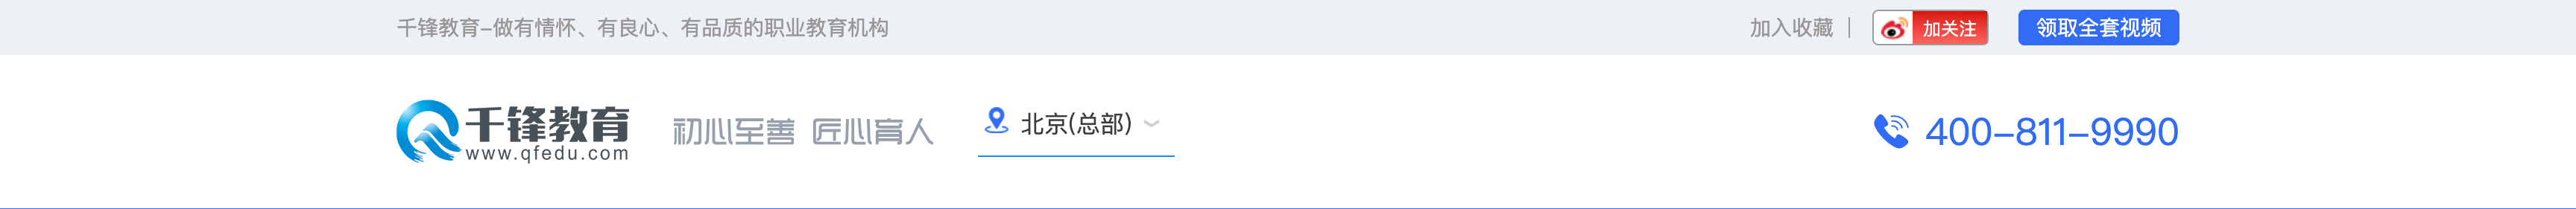 千锋教育-做有情怀、有良心、有品质的职业教育机构
加入收藏
加关注
领取全套视频
千锋教育
www.qfedu.com
初心至善 匠心育人
北京(总部)
400-811-9990